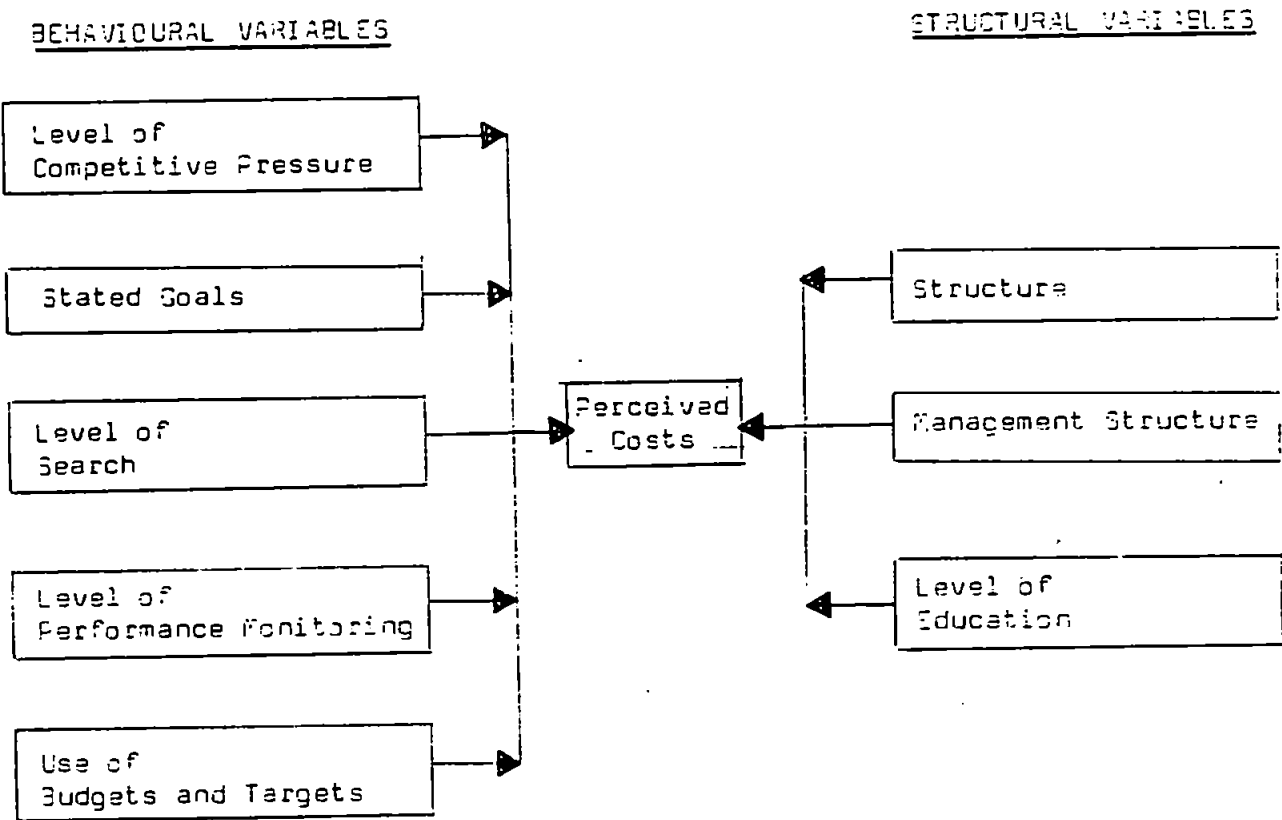 BEHAVIOURAL VARIABLES
STRUCTURAL VARIABLES
Level of
Competitive Pressure
Stated Goals
Level of
Search
Level of
Performance Monitoring
Use of
Budgets and Targets
Perceived
Costs
Structure
Management Structure
Level of
Education